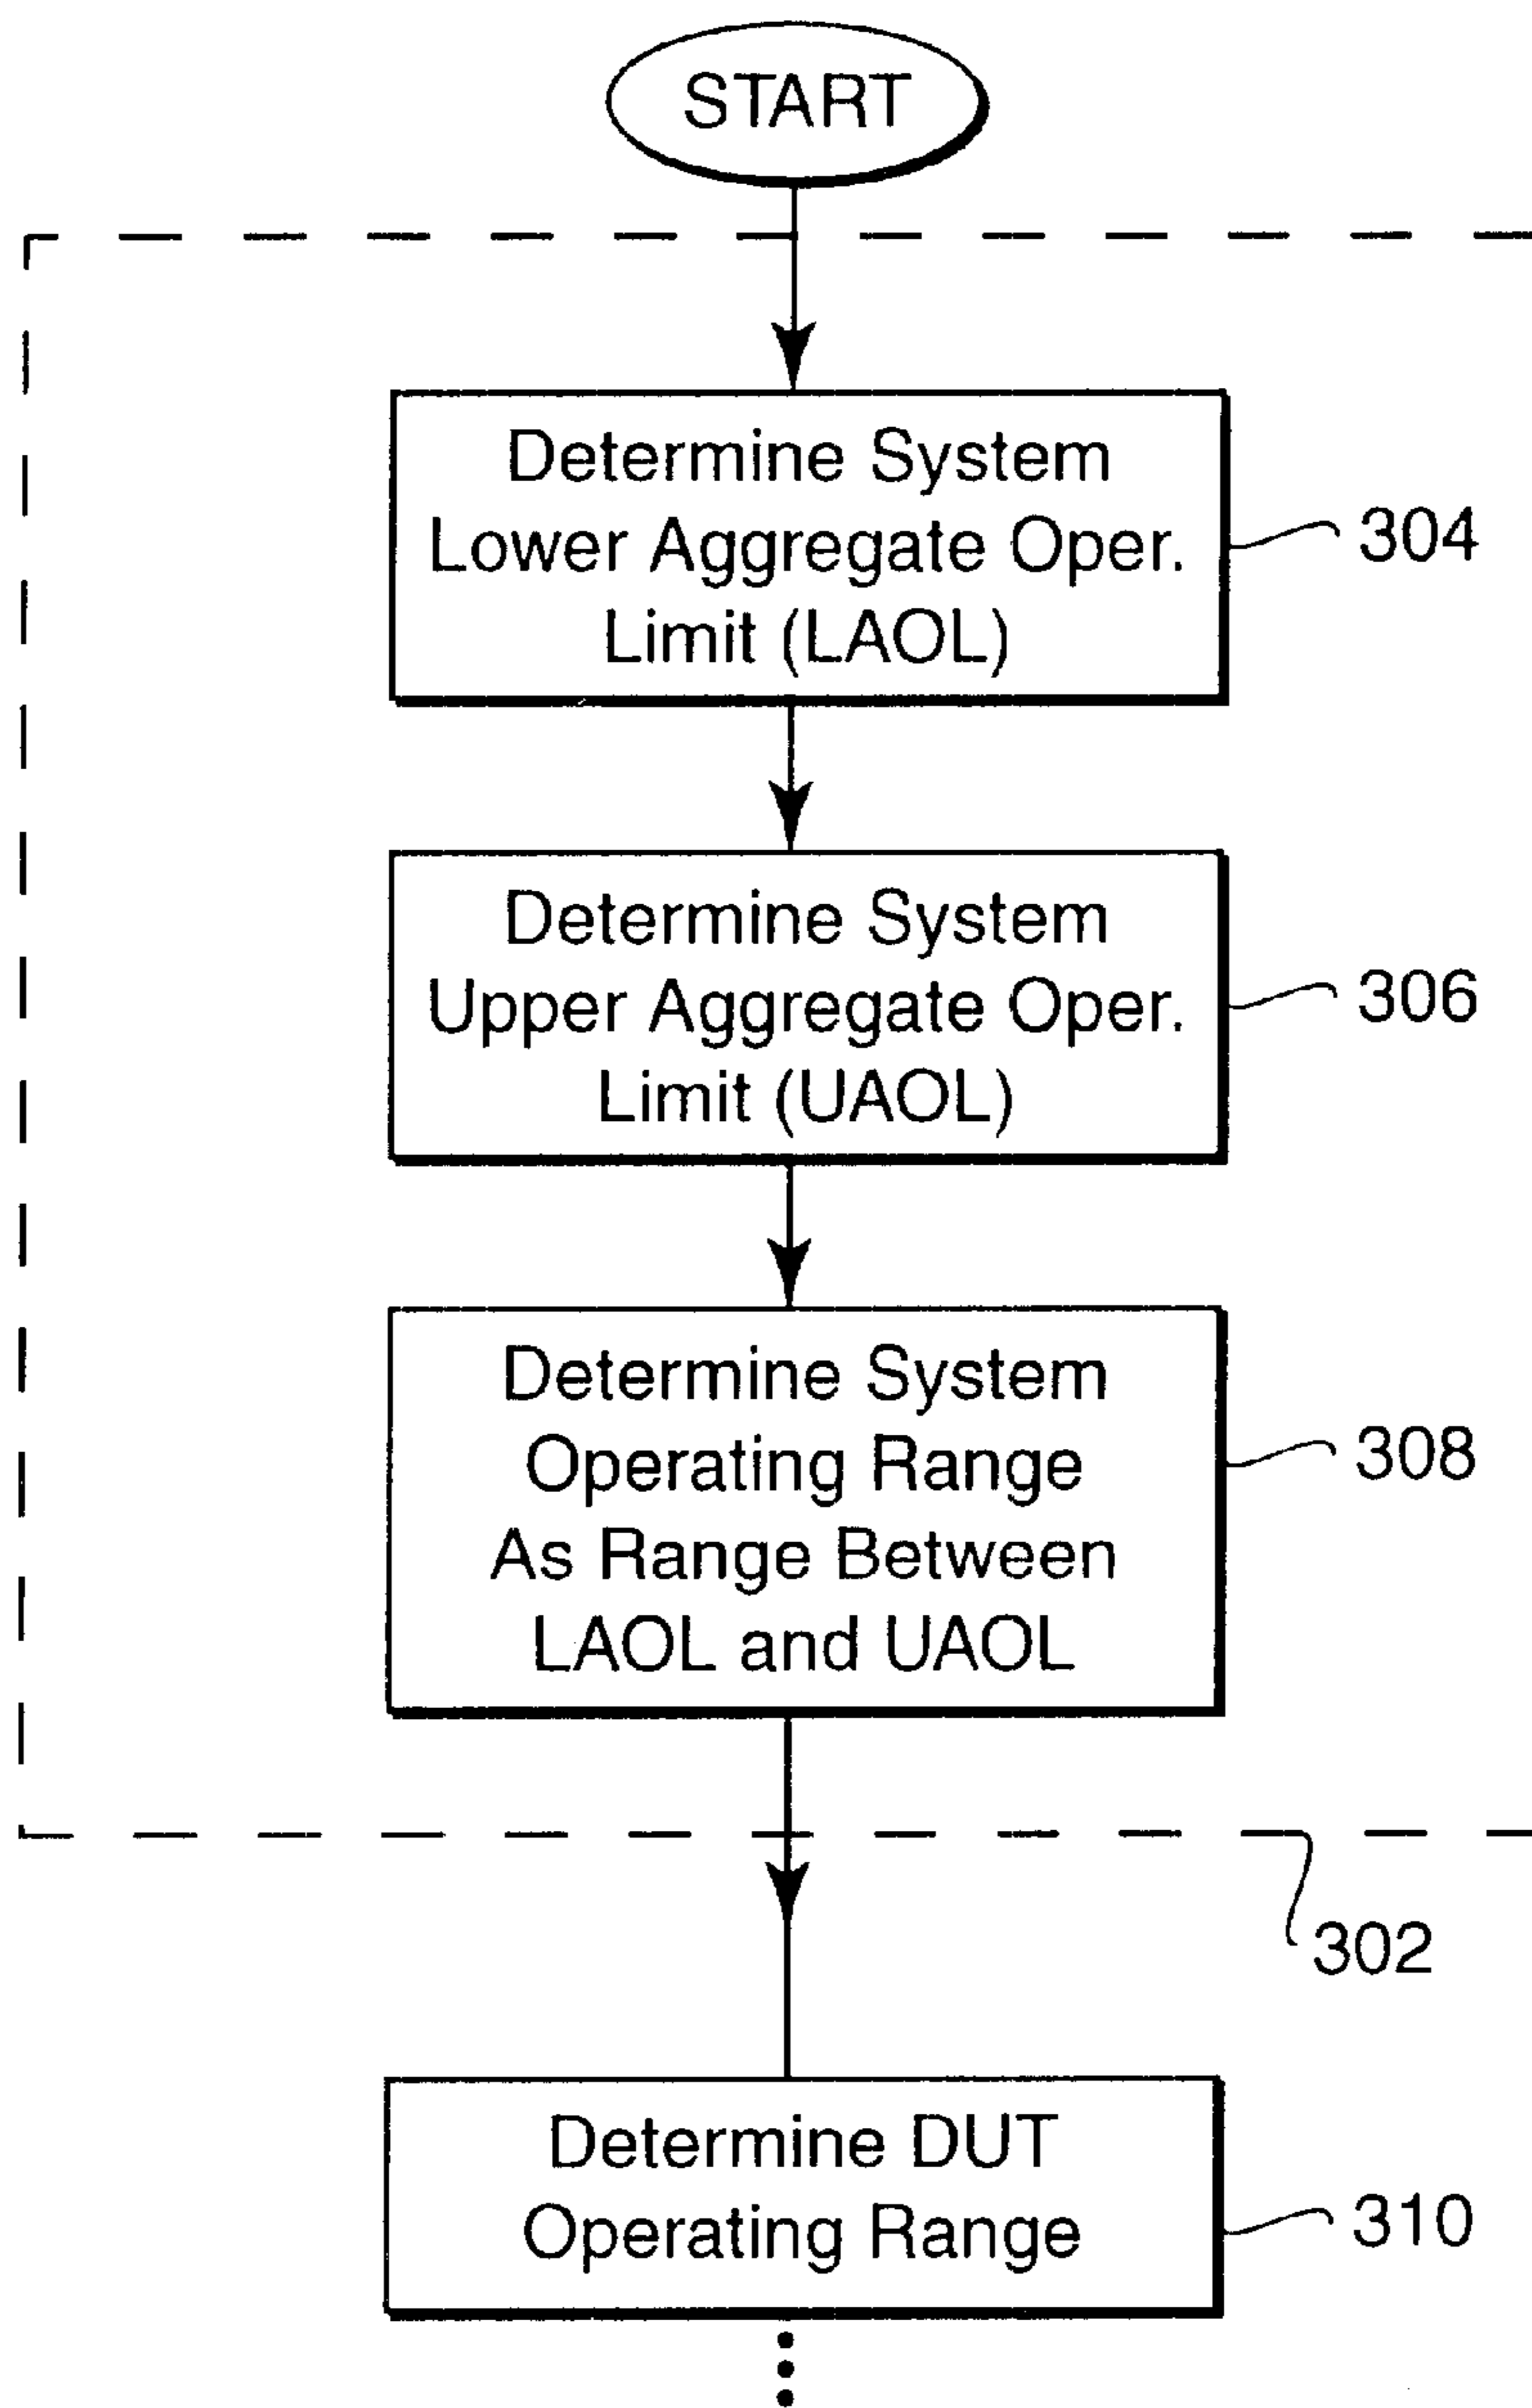 START
Determine System
Lower Aggregate Oper.
Limit (LAOL)
304
Determine System
Upper Aggregate Oper.
Limit (UAOL)
306
Determine System
Operating Range
As Range Between
LAOL and UAOL
308
302
Determine DUT
Operating Range
310